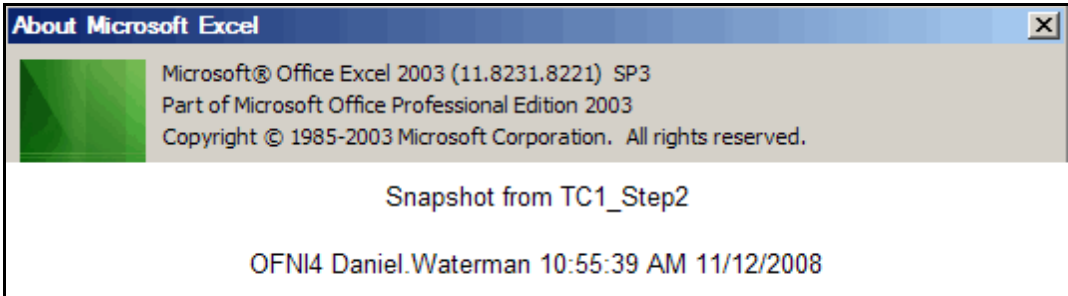 About Microsoft Excel
Microsoft® Office Excel 2003 (11.8231.8221) SP3
Part of Microsoft Office Professional Edition 2003
Copyright © 1985-2003 Microsoft Corporation. All rights reserved.
Snapshot from TC1_Step2
OFNI4 Daniel.Waterman 10:55:39 AM 11/12/2008